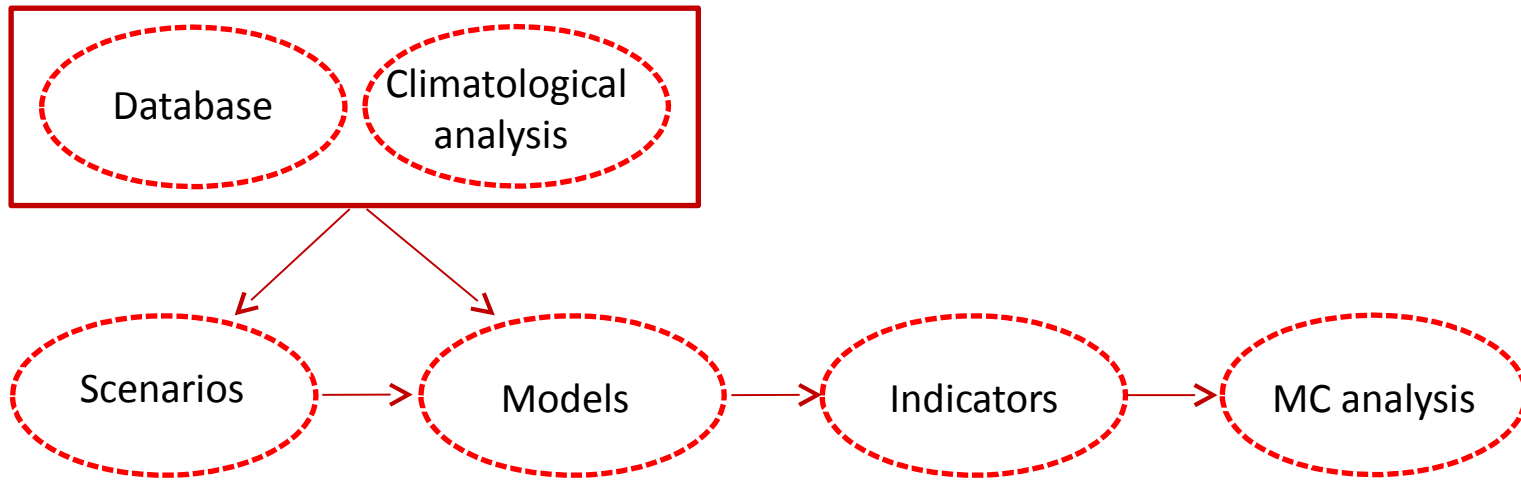 Database
Climatological
analysis
Scenarios
Models
Indicators
MC analysis